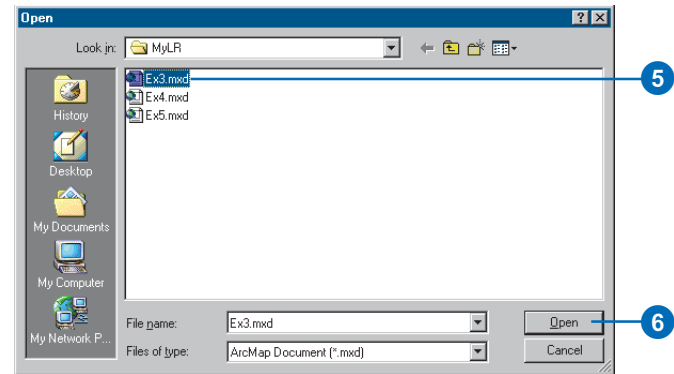 Open
Look in: MyLR
Ex3.mxd
5
Ex4.mxd
Ex5.mxd
History
Desktop
My Documents
My Computer
My Network P...
File name: Ex3.mxd Open
6
Files of type: ArcMap Document (*.mxd) Cancel